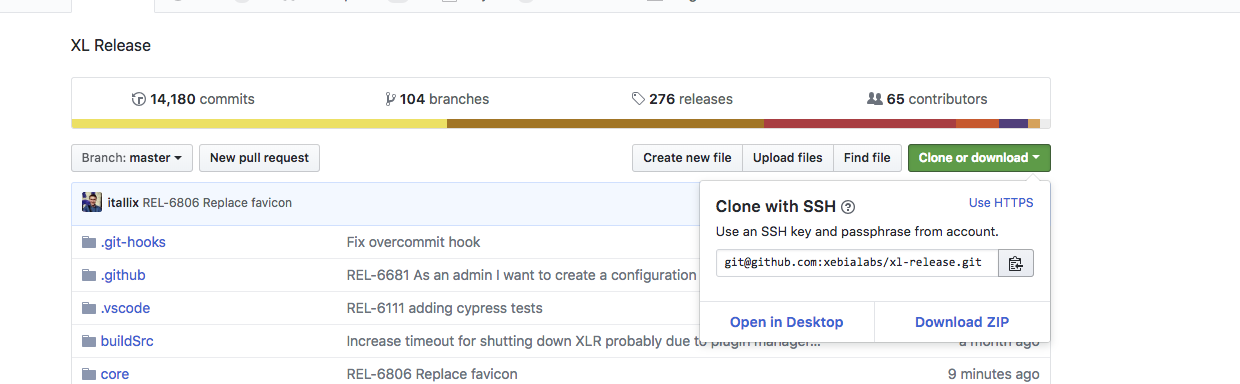 XL Release
14,180 commits
104 branches
276 releases
65 contributors
Branch: master
New pull request
Create new file
Upload files
Find file
Clone or download
itallix REL-6806 Replace favicon
Clone with SSH
Use HTTPS
Use an SSH key and passphrase from account.
git@github.com:xebialabs/xl-release.git
Open in Desktop
Download ZIP
.git-hooks
Fix overcommit hook
.github
REL-6681 As an admin I want to create a configuration
.vscode
REL-6111 adding cypress tests
buildSrc
Increase timeout for shutting down XLR probably due to plugin manager...
a month ago
core
REL-6806 Replace favicon
9 minutes ago